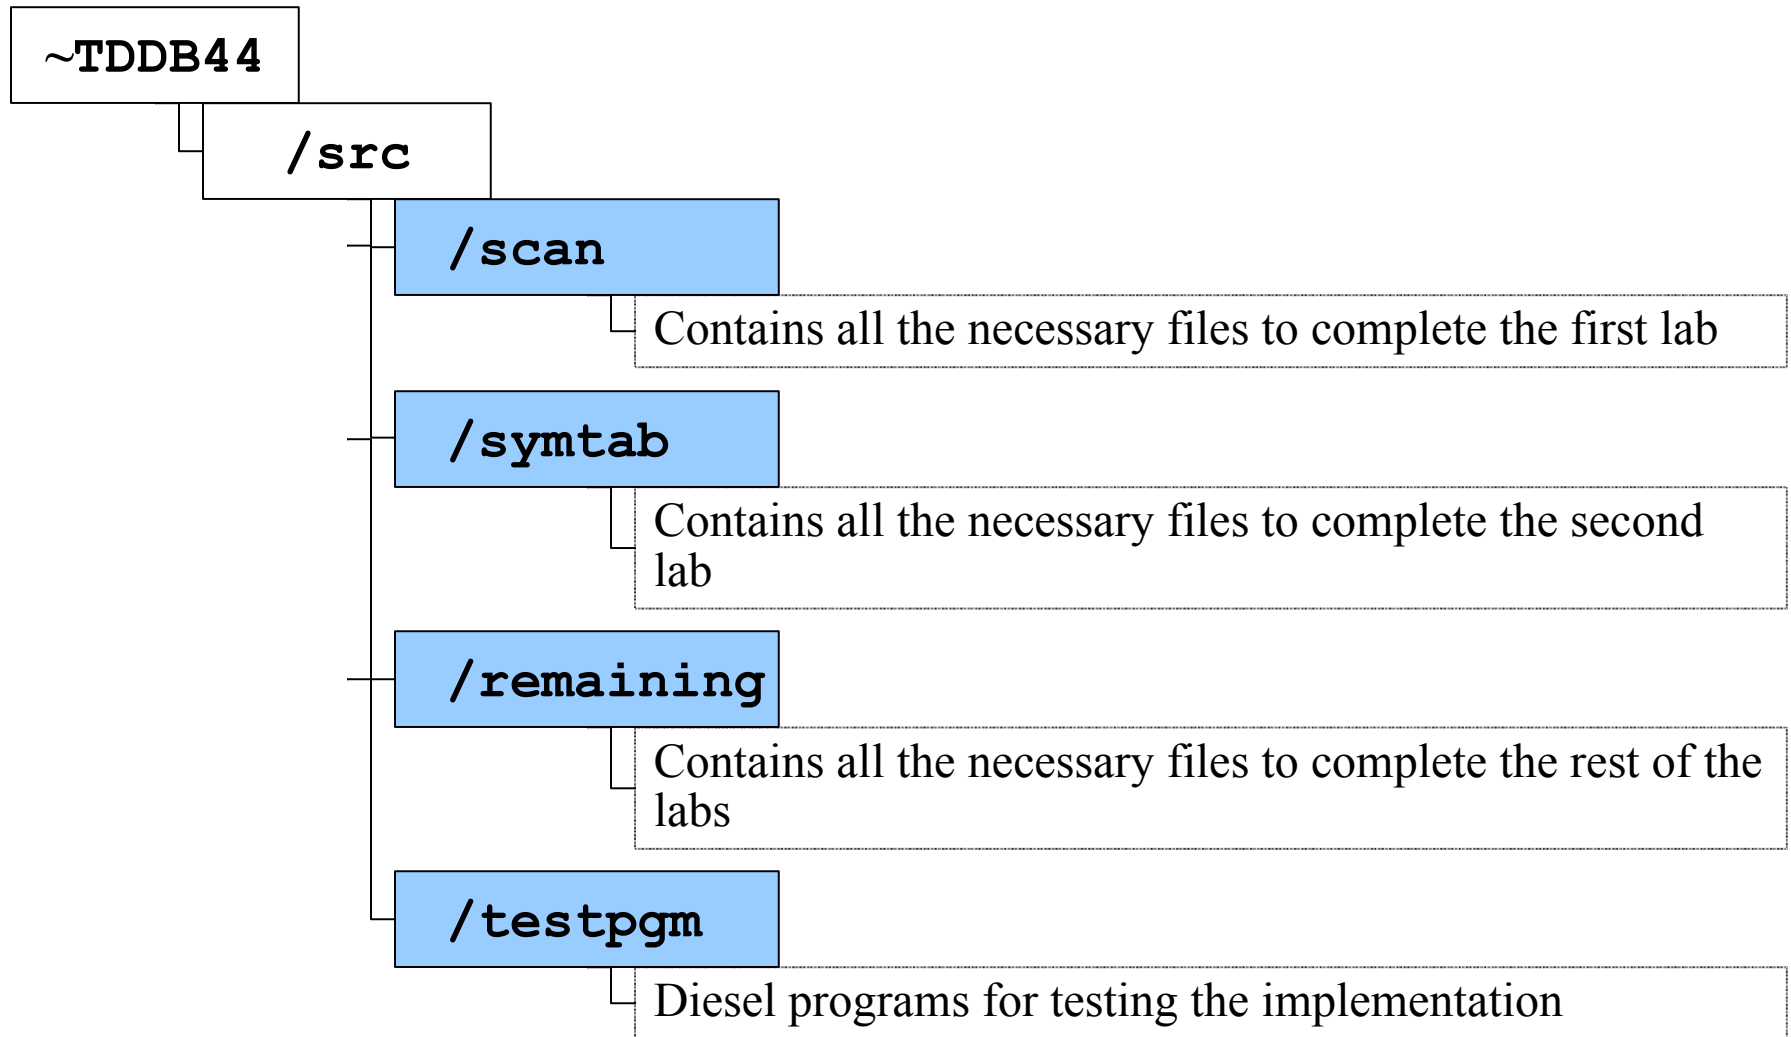 ~TDDB44
/src
/scan
Contains all the necessary files to complete the first lab
/symtab
Contains all the necessary files to complete the second
lab
/remaining
Contains all the necessary files to complete the rest of the
labs
/testpgm
Diesel programs for testing the implementation